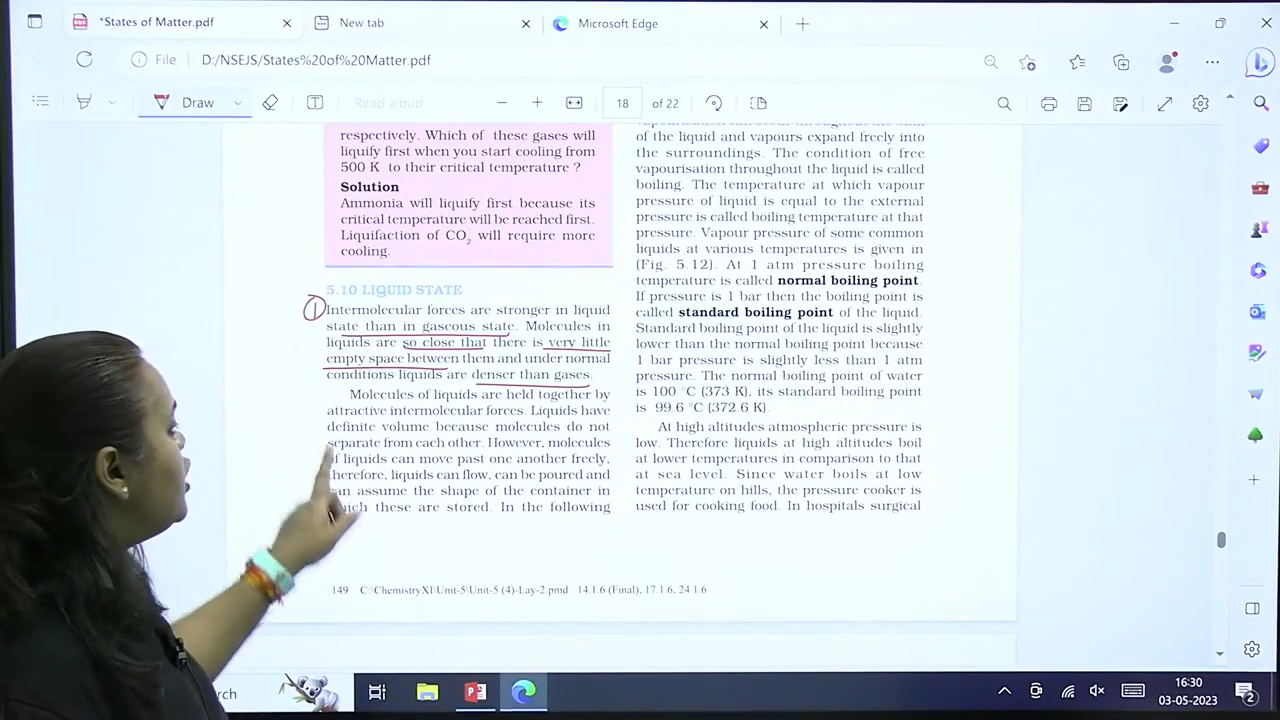 *States of Matter.pdf
New tab
Microsoft Edge
File
D:/NSEJS/States%20of%20Matter.pdf
Draw
Read aloud
18
of 22
respectively. Which of these gases will
liquify first when you start cooling from
500 K to their critical temperature ?
Solution
Ammonia will liquify first because its
critical temperature will be reached first.
Liquifaction of CO2 will require more
cooling.
5.10 LIQUID STATE
1
Intermolecular forces are stronger in liquid
state than in gaseous state. Molecules in
liquids are so close that there is very little
empty space between them and under normal
conditions liquids are denser than gases.
Molecules of liquids are held together by
attractive intermolecular forces. Liquids have
definite volume because molecules do not
separate from each other. However, molecules
of liquids can move past one another freely,
therefore, liquids can flow, can be poured and
can assume the shape of the container in
which these are stored. In the following
of the liquid and vapours expand freely into
the surroundings. The condition of free
vapourisation throughout the liquid is called
boiling. The temperature at which vapour
pressure of liquid is equal to the external
pressure is called boiling temperature at that
pressure. Vapour pressure of some common
liquids at various temperatures is given in
(Fig. 5.12). At 1 atm pressure boiling
temperature is called normal boiling point.
If pressure is 1 bar then the boiling point is
called standard boiling point of the liquid.
Standard boiling point of the liquid is slightly
lower than the normal boiling point because
1 bar pressure is slightly less than 1 atm
pressure. The normal boiling point of water
is 100 °C (373 K), its standard boiling point
is 99.6 °C (372.6 K).
At high altitudes atmospheric pressure is
low. Therefore liquids at high altitudes boil
at lower temperatures in comparison to that
at sea level. Since water boils at low
temperature on hills, the pressure cooker is
used for cooking food. In hospitals surgical
149 C:\ChemistryXI\Unit-5\Unit-5 (4)-Lay-2.pmd 14.1.6 (Final), 17.1.6, 24.1.6
rch
16:30
03-05-2023
2